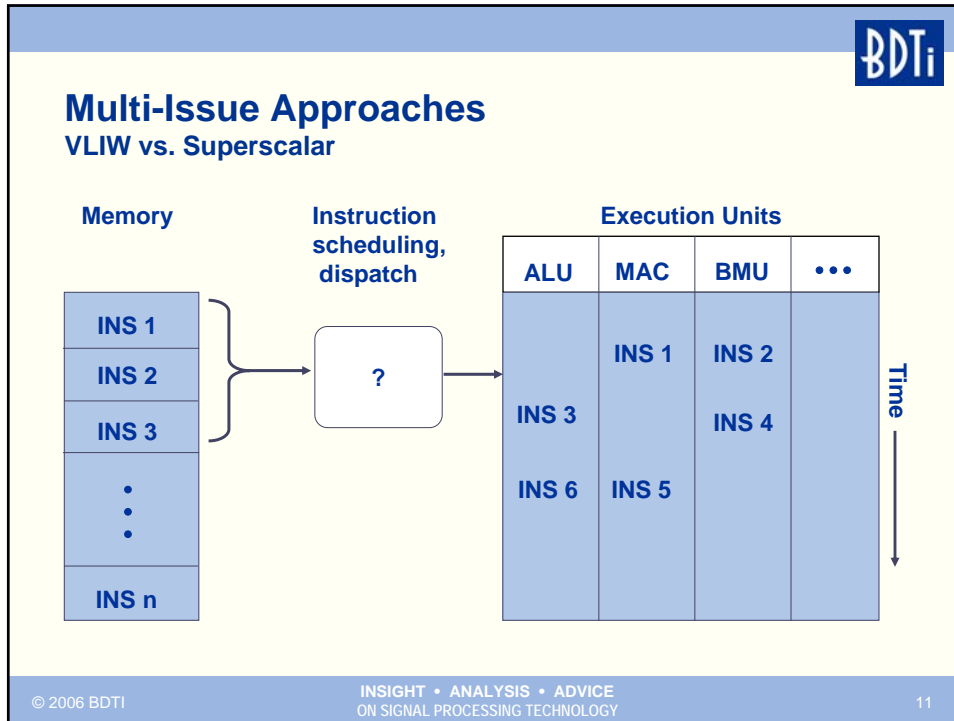 BDTi
Multi-Issue Approaches
VLIW vs. Superscalar
Memory
Instruction
scheduling,
dispatch
Execution Units
ALU MAC BMU •••
INS 1
INS 2
INS 3
INS n
?
INS 1 INS 2
INS 3 INS 4
INS 6 INS 5
Time
© 2006 BDTI
INSIGHT • ANALYSIS • ADVICE
ON SIGNAL PROCESSING TECHNOLOGY
11